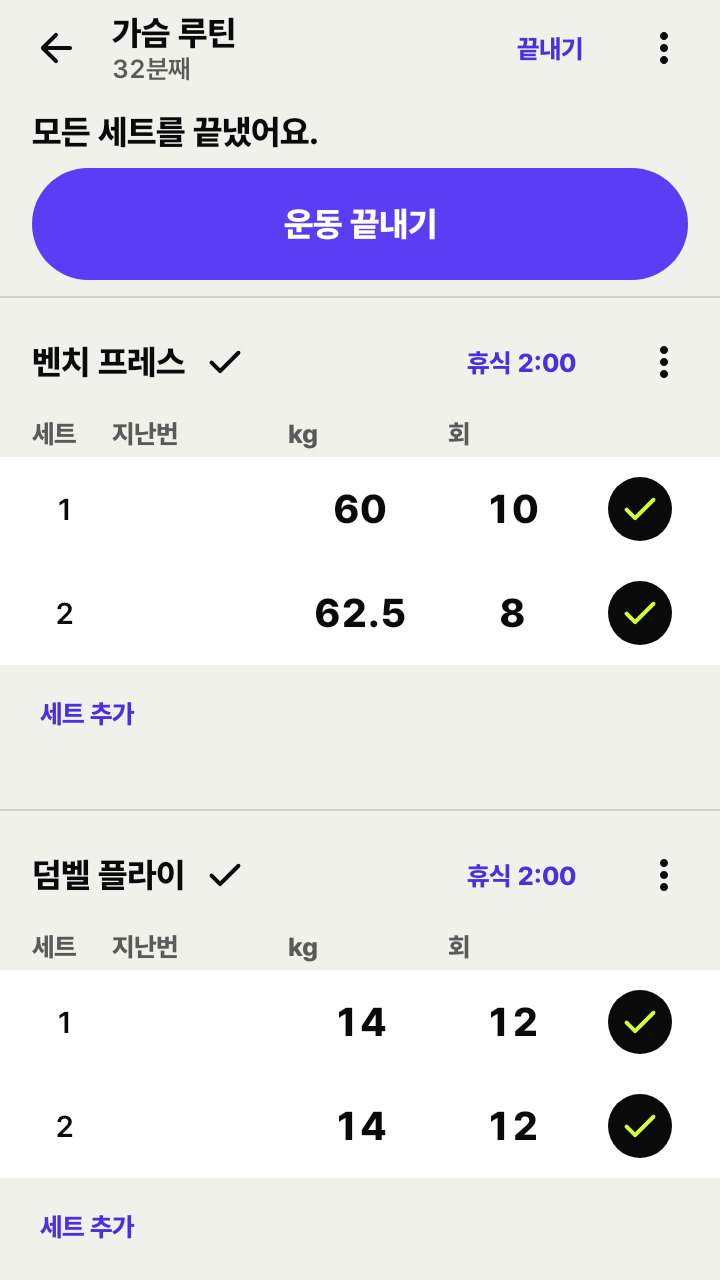 가슴 루틴
32분째
끝내기
모든 세트를 끝냈어요.
운동 끝내기
벤치 프레스
휴식 2:00
세트 지난번 kg 회
1 60 10
2 62.5 8
세트 추가
덤벨 플라이
휴식 2:00
세트 지난번 kg 회
1 14 12
2 14 12
세트 추가